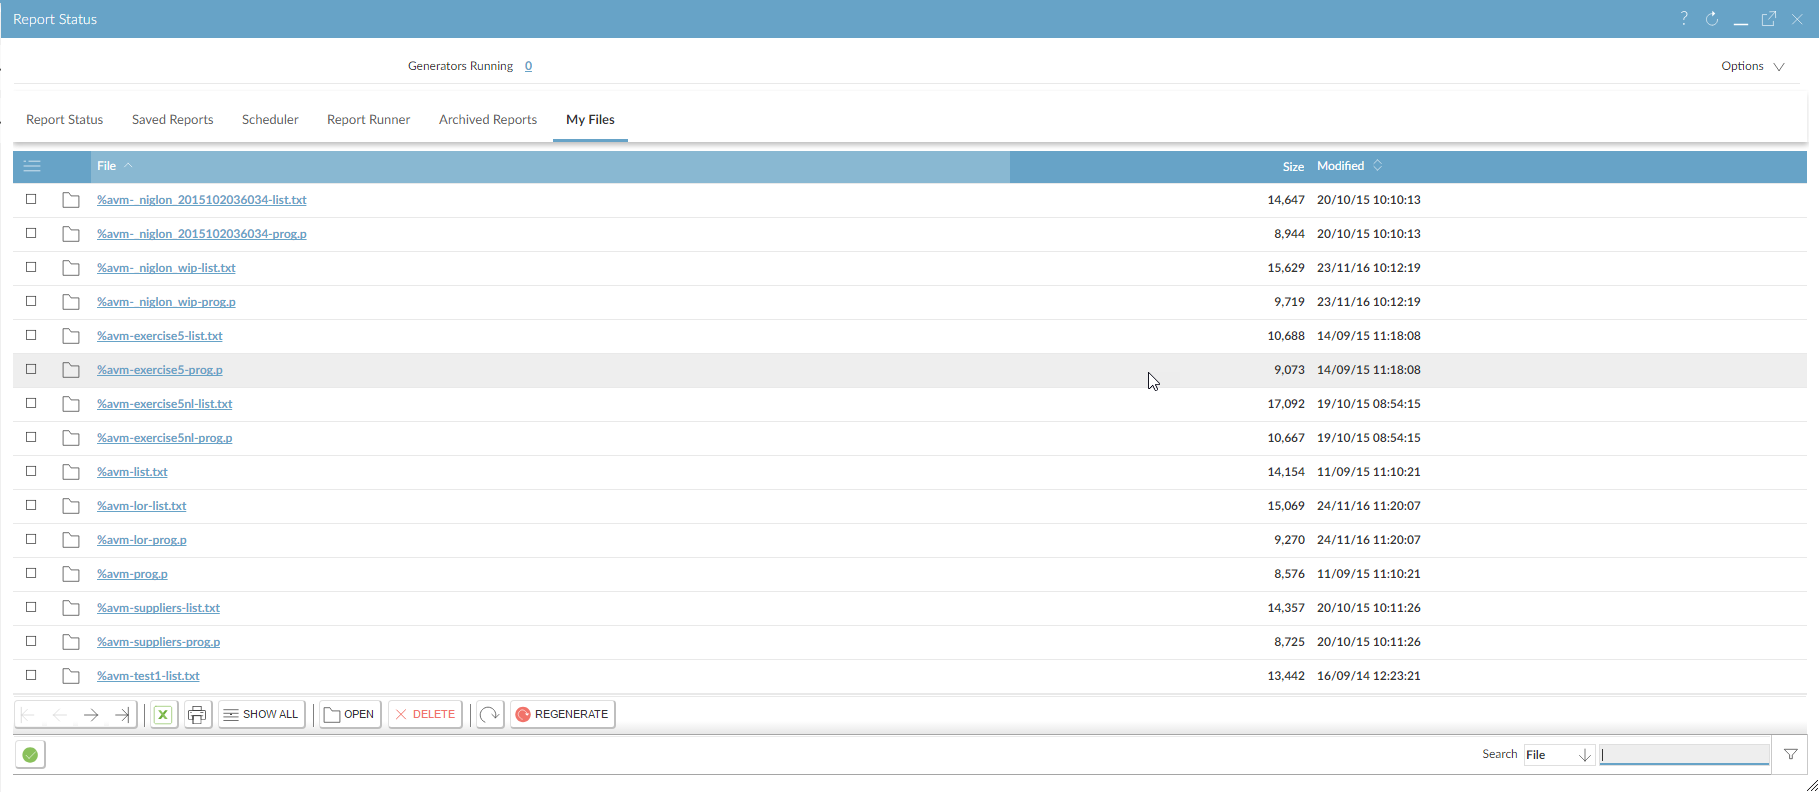 Report Status
Generators Running 0
Options
Report Status Saved Reports Scheduler Report Runner Archived Reports My Files
File Size Modified
%avm-_niglon_2015102036034-list.txt 14,647 20/10/15 10:10:13
%avm-_niglon_2015102036034-prog.p 8,944 20/10/15 10:10:13
%avm-_niglon_wip-list.txt 15,629 23/11/16 10:12:19
%avm-_niglon_wip-prog.p 9,719 23/11/16 10:12:19
%avm-exercise5-list.txt 10,688 14/09/15 11:18:08
%avm-exercise5-prog.p 9,073 14/09/15 11:18:08
%avm-exercise5nl-list.txt 17,092 19/10/15 08:54:15
%avm-exercise5nl-prog.p 10,667 19/10/15 08:54:15
%avm-list.txt 14,154 11/09/15 11:10:21
%avm-lor-list.txt 15,069 24/11/16 11:20:07
%avm-lor-prog.p 9,270 24/11/16 11:20:07
%avm-prog.p 8,576 11/09/15 11:10:21
%avm-suppliers-list.txt 14,357 20/10/15 10:11:26
%avm-suppliers-prog.p 8,725 20/10/15 10:11:26
%avm-test1-list.txt 13,442 16/09/14 12:23:21
SHOW ALL OPEN DELETE REGENERATE
Search File